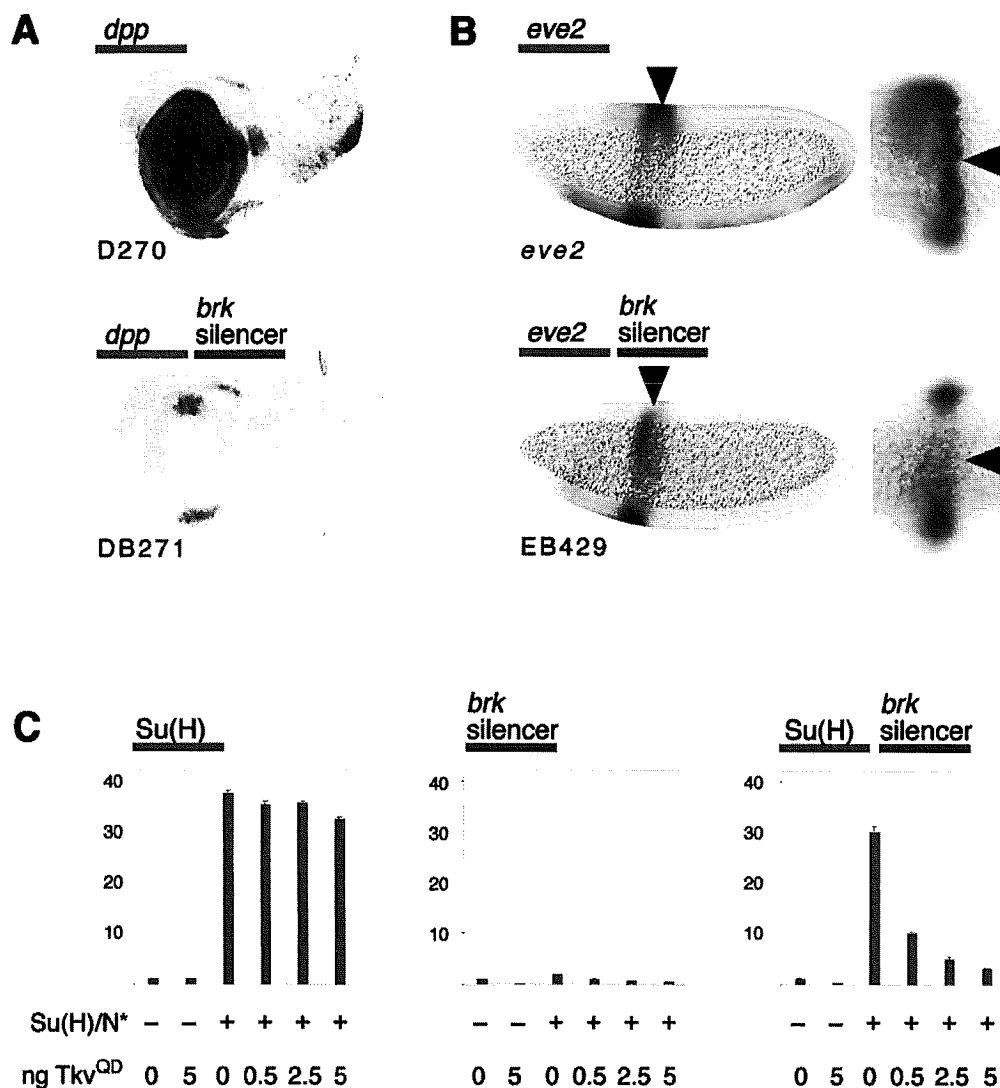 A
dpp
D270
dpp
brk
silencer
DB271
B
eve2
eve2
eve2
brk
silencer
EB429
C
Su(H)
40
30
20
10
brk
silencer
40
30
20
10
Su(H)
brk
silencer
40
30
20
10
Su(H)/N* − − + + + + − − + + + + − − + + + +
ng TkvQD 0 5 0 0.5 2.5 5 0 5 0 0.5 2.5 5 0 5 0 0.5 2.5 5